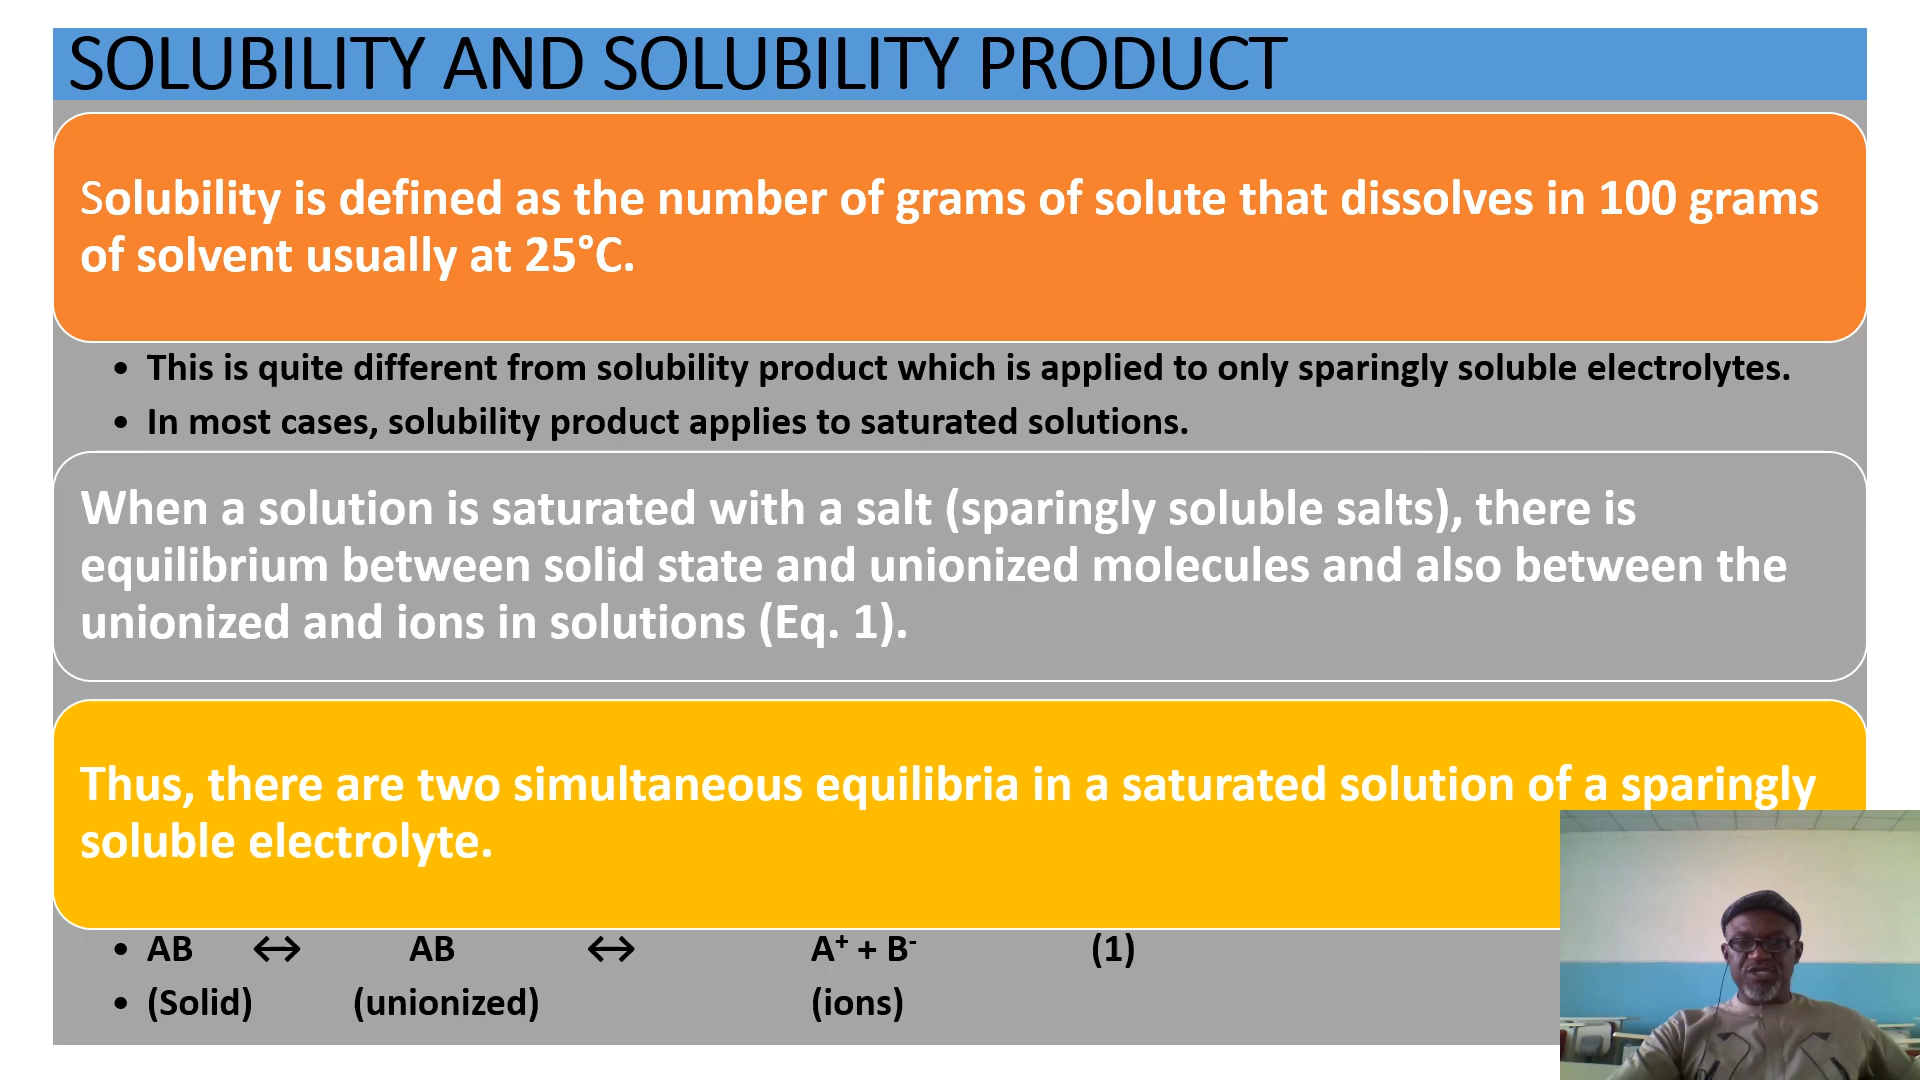 SOLUBILITY AND SOLUBILITY PRODUCT
Solubility is defined as the number of grams of solute that dissolves in 100 grams
of solvent usually at 25°C.
• This is quite different from solubility product which is applied to only sparingly soluble electrolytes.
• In most cases, solubility product applies to saturated solutions.
When a solution is saturated with a salt (sparingly soluble salts), there is
equilibrium between solid state and unionized molecules and also between the
unionized and ions in solutions (Eq. 1).
Thus, there are two simultaneous equilibria in a saturated solution of a sparingly
soluble electrolyte.
• AB ↔ AB ↔ A⁺ + B⁻ (1)
• (Solid) (unionized) (ions)